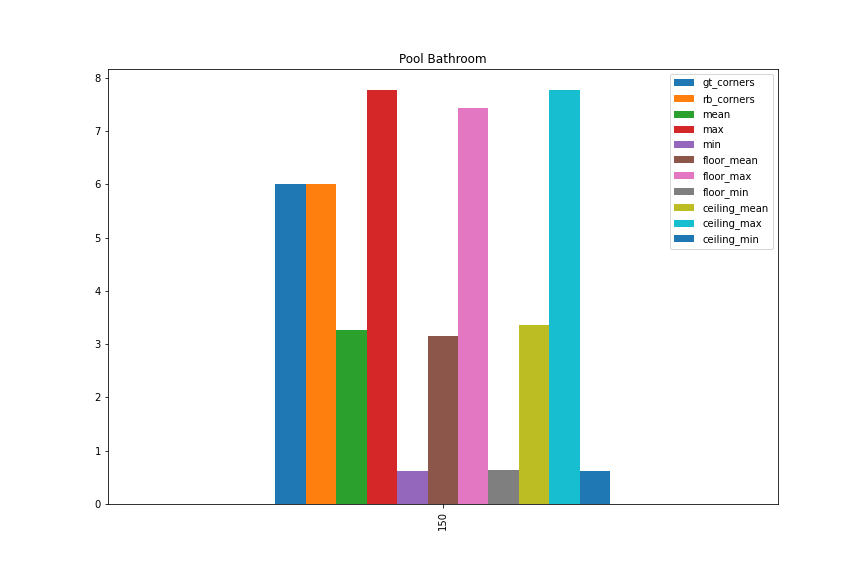 Pool Bathroom
8
7
6
5
4
3
2
1
0
150
gt_corners
rb_corners
mean
max
min
floor_mean
floor_max
floor_min
ceiling_mean
ceiling_max
ceiling_min